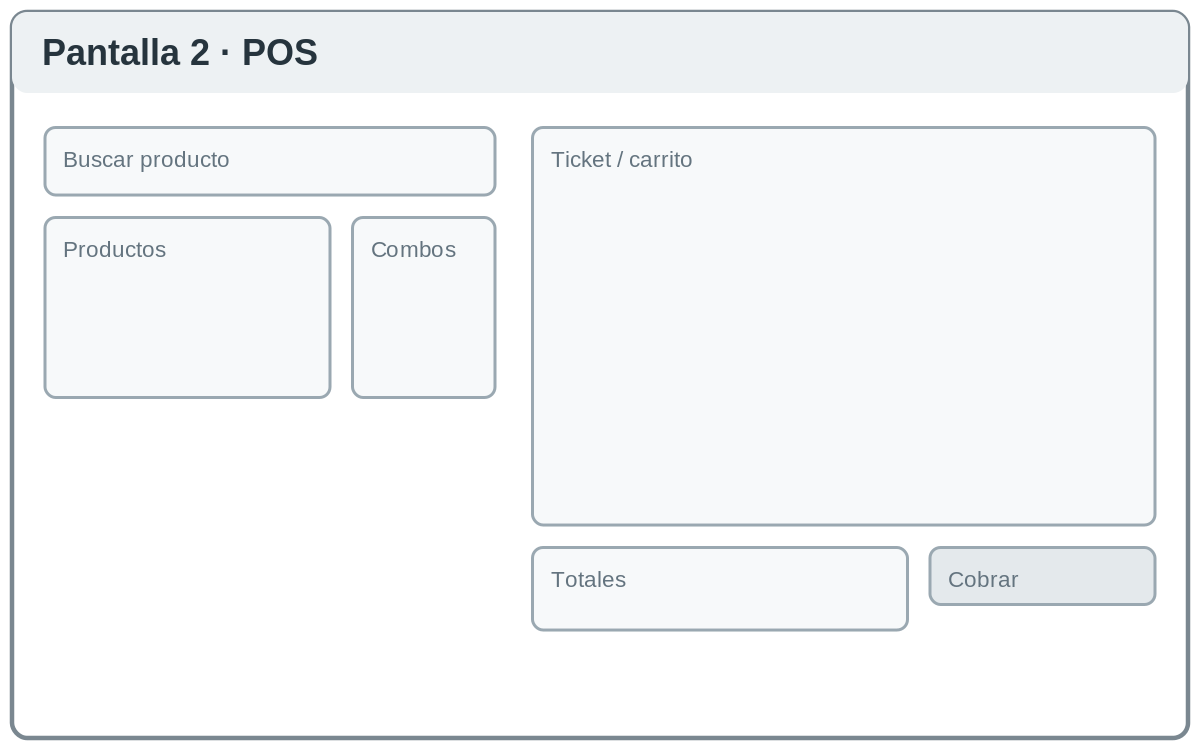 Pantalla 2 · POS
Buscar producto
Productos
Combos
Ticket / carrito
Totales
Cobrar